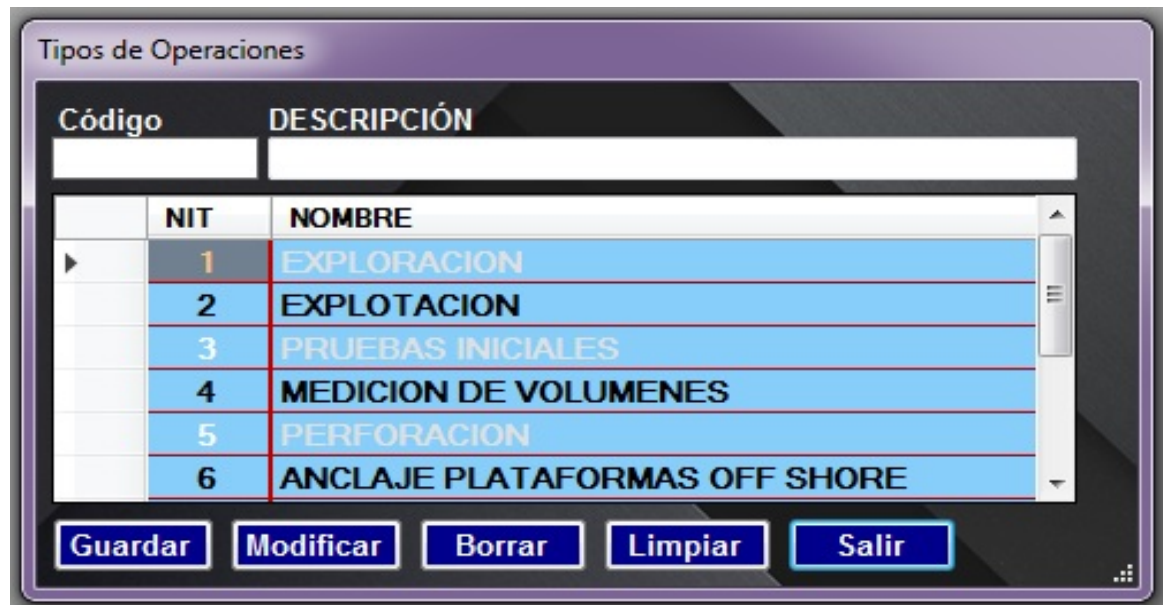 Tipos de Operaciones
Código DESCRIPCIÓN
NIT NOMBRE
1 EXPLORACION
2 EXPLOTACION
3 PRUEBAS INICIALES
4 MEDICION DE VOLUMENES
5 PERFORACION
6 ANCLAJE PLATAFORMAS OFF SHORE
Guardar Modificar Borrar Limpiar Salir